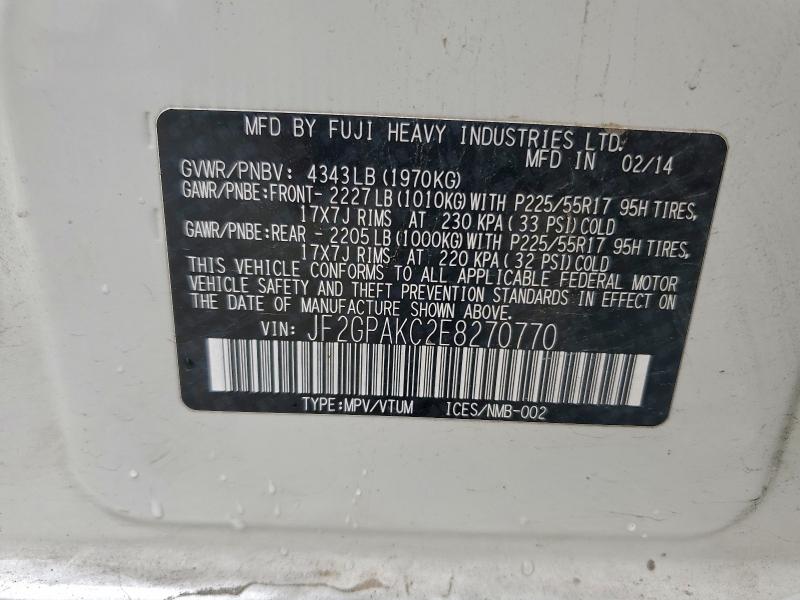 MFD BY FUJI HEAVY INDUSTRIES LTD.
MFD IN 02/14
GVWR/PNBV: 4343LB(1970KG)
GAWR/PNBE:FRONT- 2227LB(1010KG)WITH P225/55R17 95H TIRES,
17X7J RIMS AT 230 KPA(33 PSI)COLD
GAWR/PNBE:REAR - 2205LB(1000KG)WITH P225/55R17 95H TIRES,
17X7J RIMS AT 220 KPA(32 PSI)COLD
THIS VEHICLE CONFORMS TO ALL APPLICABLE FEDERAL MOTOR
VEHICLE SAFETY AND THEFT PREVENTION STANDARDS IN EFFECT ON
THE DATE OF MANUFACTURE SHOWN ABOVE.
VIN: JF2GPAKC2E8270770
TYPE:MPV/VTUM ICES/NMB-002